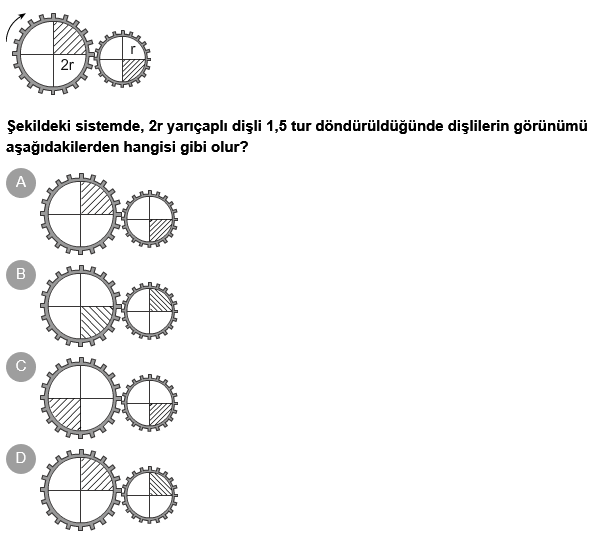 r
2r
Şekildeki sistemde, 2r yarıçaplı dişli 1,5 tur döndürüldüğünde dişlilerin görünümü
aşağıdakilerden hangisi gibi olur?
A
B
C
D